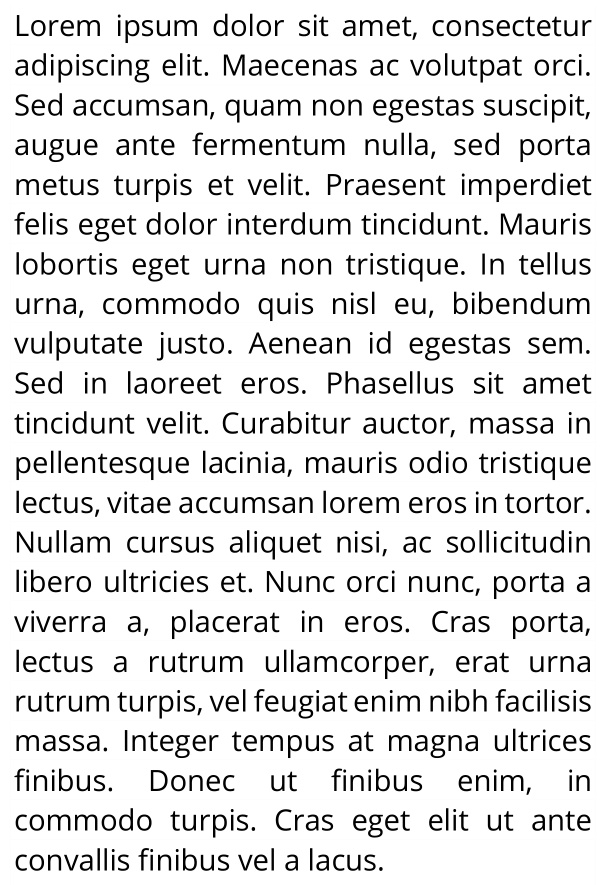 Lorem ipsum dolor sit amet, consectetur
adipiscing elit. Maecenas ac volutpat orci.
Sed accumsan, quam non egestas suscipit,
augue ante fermentum nulla, sed porta
metus turpis et velit. Praesent imperdiet
felis eget dolor interdum tincidunt. Mauris
lobortis eget urna non tristique. In tellus
urna, commodo quis nisl eu, bibendum
vulputate justo. Aenean id egestas sem.
Sed in laoreet eros. Phasellus sit amet
tincidunt velit. Curabitur auctor, massa in
pellentesque lacinia, mauris odio tristique
lectus, vitae accumsan lorem eros in tortor.
Nullam cursus aliquet nisi, ac sollicitudin
libero ultricies et. Nunc orci nunc, porta a
viverra a, placerat in eros. Cras porta,
lectus a rutrum ullamcorper, erat urna
rutrum turpis, vel feugiat enim nibh facilisis
massa. Integer tempus at magna ultrices
finibus. Donec ut finibus enim, in
commodo turpis. Cras eget elit ut ante
convallis finibus vel a lacus.